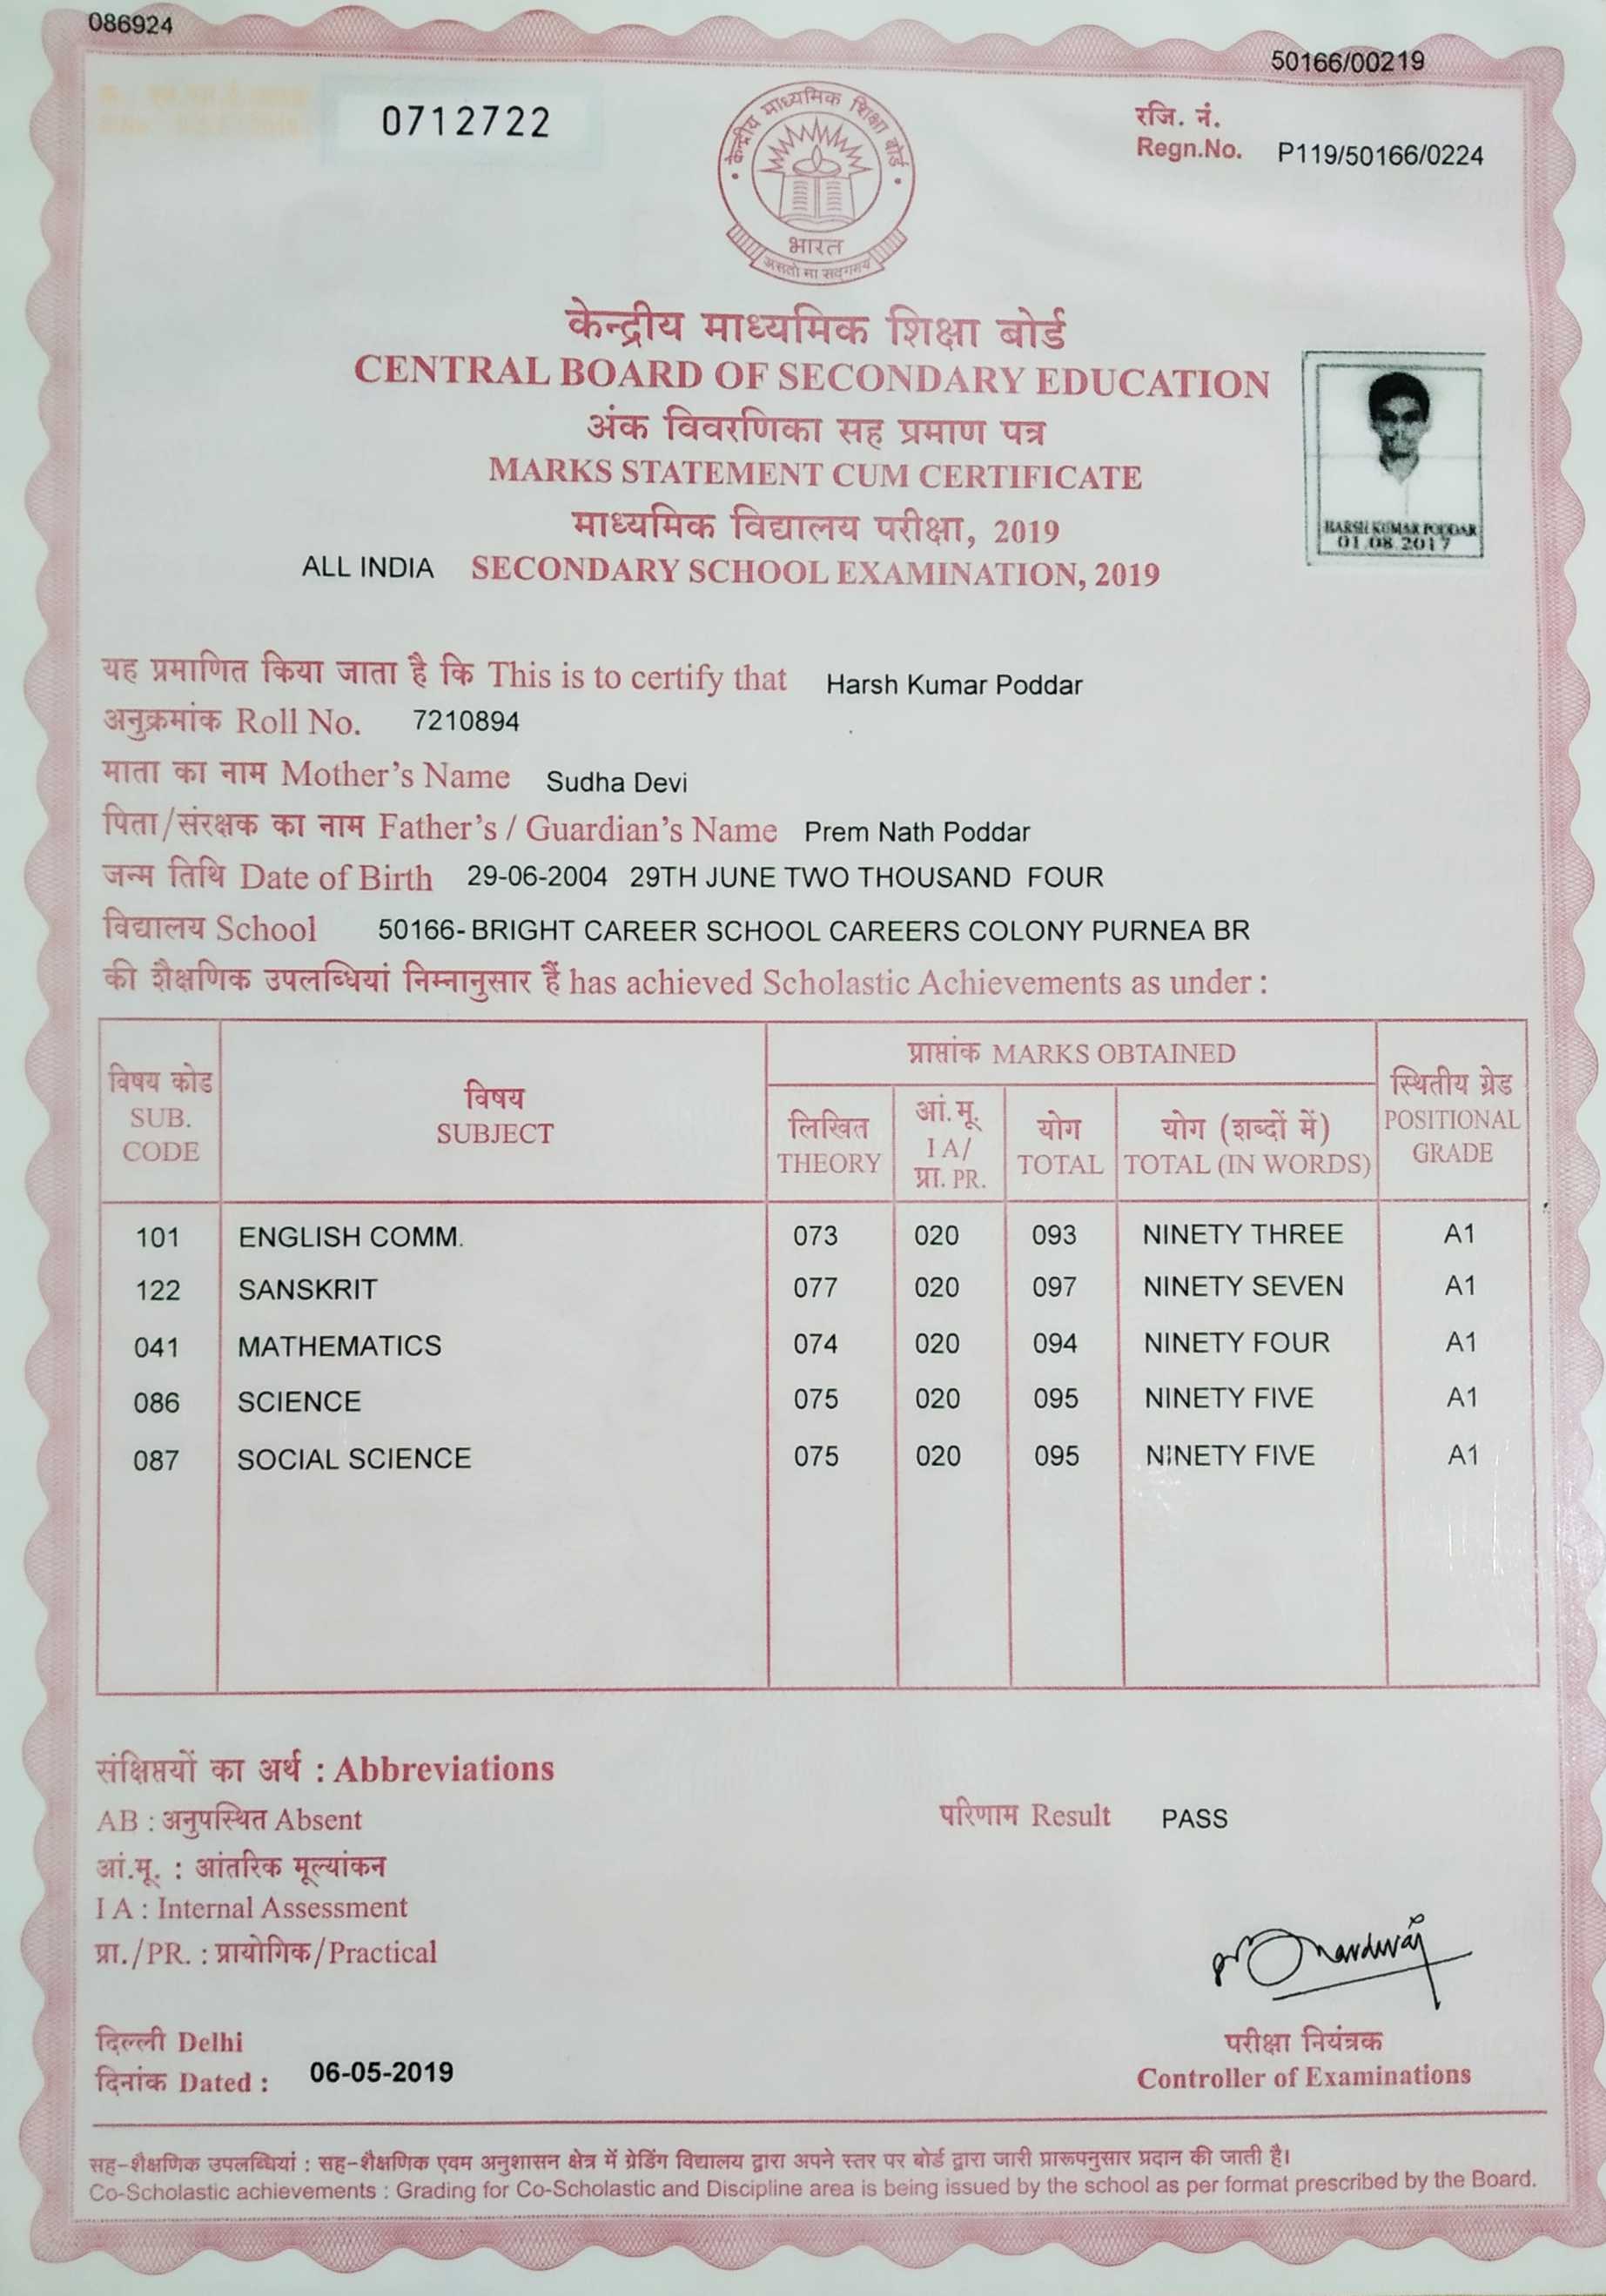 086924
50166/00219
0712722
रजि. नं.
Regn.No. P119/50166/0224
केन्द्रीय माध्यमिक शिक्षा बोर्ड
भारत
असतो मा सद्गमय
केन्द्रीय माध्यमिक शिक्षा बोर्ड
CENTRAL BOARD OF SECONDARY EDUCATION
अंक विवरणिका सह प्रमाण पत्र
MARKS STATEMENT CUM CERTIFICATE
माध्यमिक विद्यालय परीक्षा, 2019
ALL INDIA SECONDARY SCHOOL EXAMINATION, 2019
HARSH KUMAR PODDAR
01.08.2017
यह प्रमाणित किया जाता है कि This is to certify that Harsh Kumar Poddar
अनुक्रमांक Roll No. 7210894
माता का नाम Mother's Name Sudha Devi
पिता/संरक्षक का नाम Father's / Guardian's Name Prem Nath Poddar
जन्म तिथि Date of Birth 29-06-2004 29TH JUNE TWO THOUSAND FOUR
विद्यालय School 50166- BRIGHT CAREER SCHOOL CAREERS COLONY PURNEA BR
की शैक्षणिक उपलब्धियां निम्नानुसार हैं has achieved Scholastic Achievements as under :
विषय कोड
SUB.
CODE
विषय
SUBJECT
प्राप्तांक MARKS OBTAINED
लिखित
THEORY
आं.मू.
I A/
प्रा. PR.
योग
TOTAL
योग (शब्दों में)
TOTAL (IN WORDS)
स्थितीय ग्रेड
POSITIONAL
GRADE
101 ENGLISH COMM. 073 020 093 NINETY THREE A1
122 SANSKRIT 077 020 097 NINETY SEVEN A1
041 MATHEMATICS 074 020 094 NINETY FOUR A1
086 SCIENCE 075 020 095 NINETY FIVE A1
087 SOCIAL SCIENCE 075 020 095 NINETY FIVE A1
संक्षिप्तयों का अर्थ : Abbreviations
AB : अनुपस्थित Absent
परिणाम Result PASS
आं.मू. : आंतरिक मूल्यांकन
I A : Internal Assessment
प्रा./PR. : प्रायोगिक/Practical
दिल्ली Delhi
दिनांक Dated : 06-05-2019
परीक्षा नियंत्रक
Controller of Examinations
सह-शैक्षणिक उपलब्धियां : सह-शैक्षणिक एवम अनुशासन क्षेत्र में ग्रेडिंग विद्यालय द्वारा अपने स्तर पर बोर्ड द्वारा जारी प्रारूपनुसार प्रदान की जाती है।
Co-Scholastic achievements : Grading for Co-Scholastic and Discipline area is being issued by the school as per format prescribed by the Board.